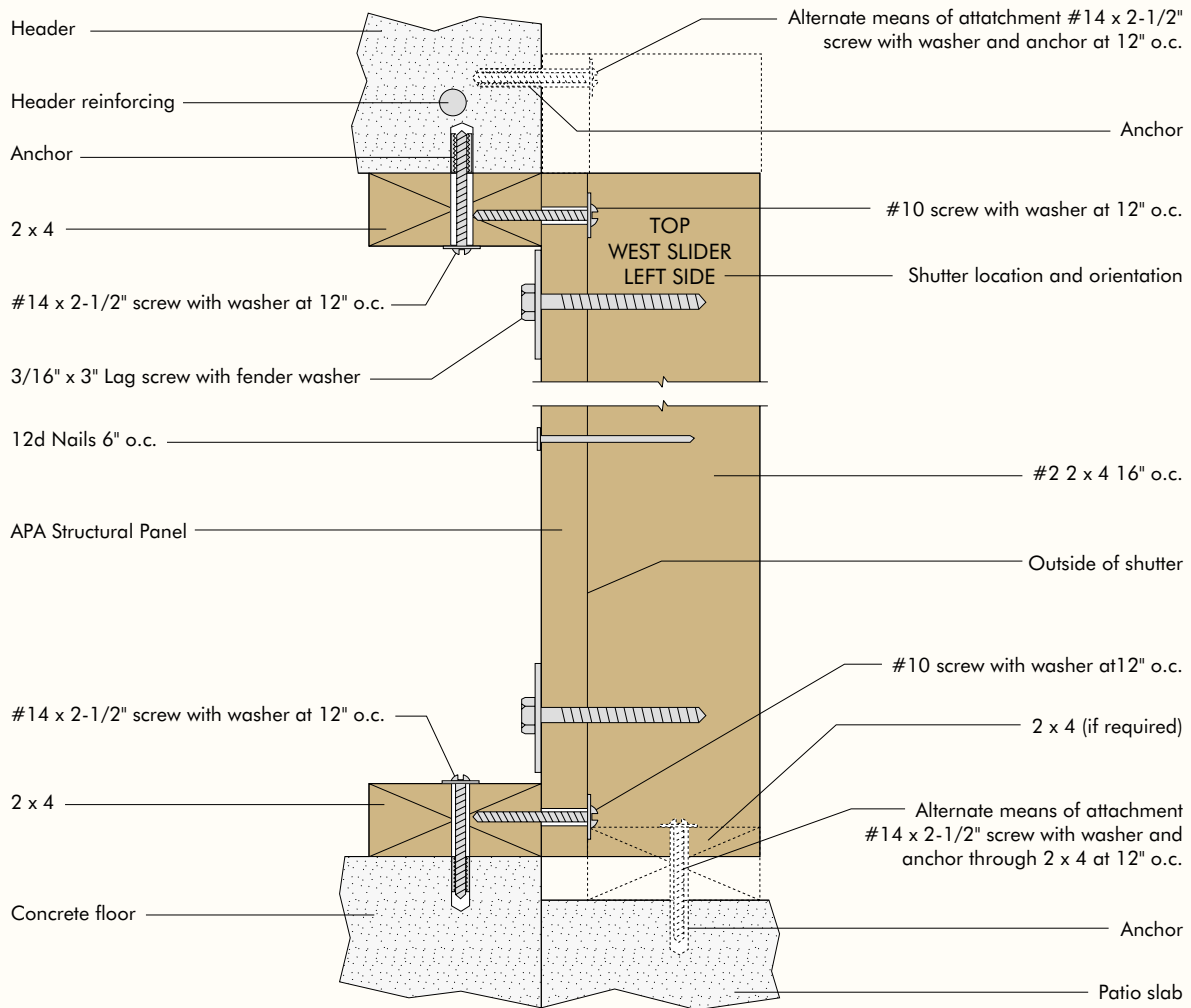 Header
Header reinforcing
Anchor
2 x 4
#14 x 2-1/2" screw with washer at 12" o.c.
3/16" x 3" Lag screw with fender washer
12d Nails 6" o.c.
APA Structural Panel
#14 x 2-1/2" screw with washer at 12" o.c.
2 x 4
Concrete floor
TOP
WEST SLIDER
LEFT SIDE
Alternate means of attatchment #14 x 2-1/2"
screw with washer and anchor at 12" o.c.
Anchor
#10 screw with washer at 12" o.c.
Shutter location and orientation
#2 2 x 4 16" o.c.
Outside of shutter
#10 screw with washer at12" o.c.
2 x 4 (if required)
Alternate means of attachment
#14 x 2-1/2" screw with washer and
anchor through 2 x 4 at 12" o.c.
Anchor
Patio slab